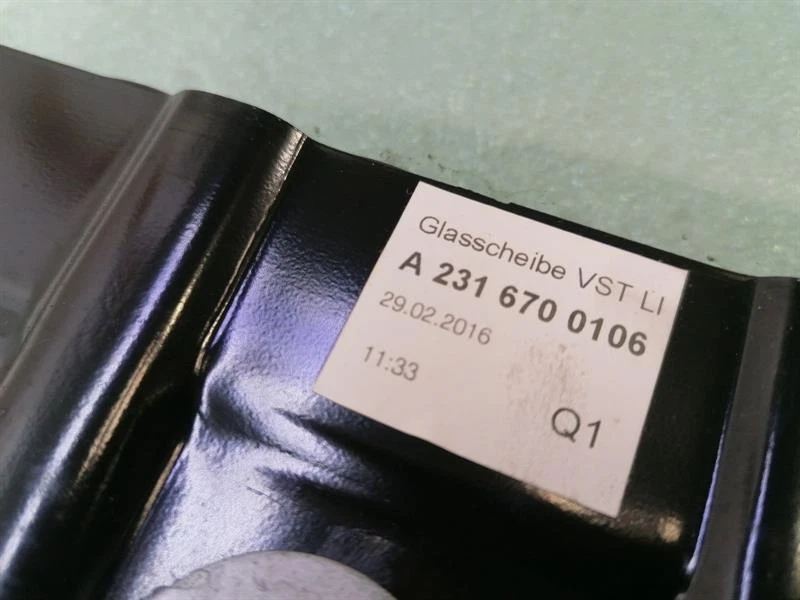 Glasscheibe VST LI
A 231 670 0106
29.02.2016
11:33
Q1